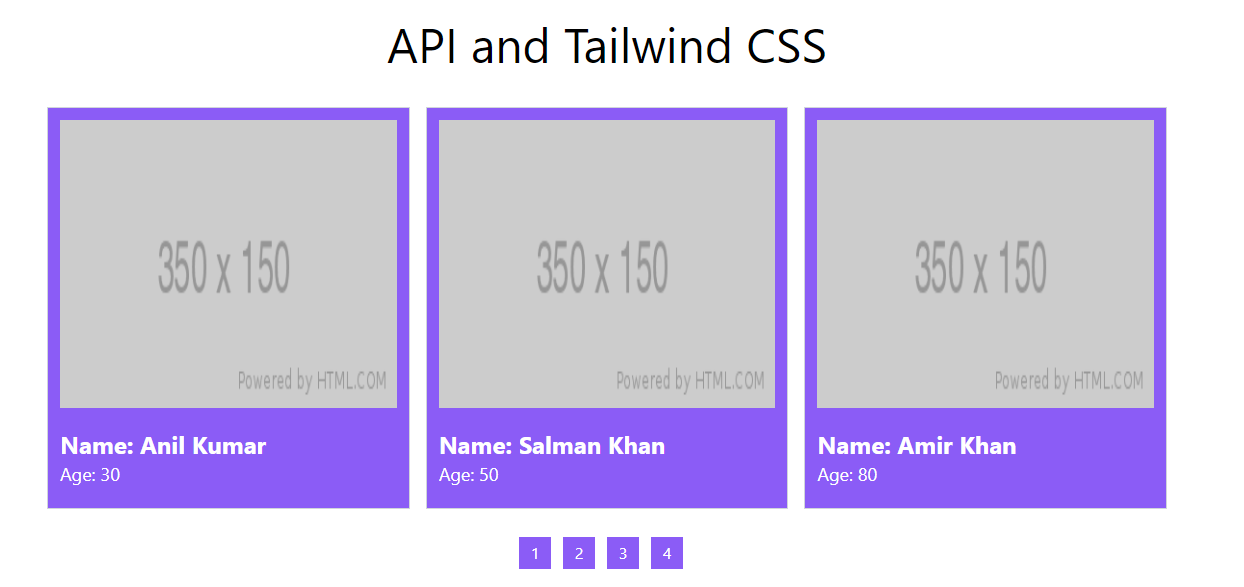 API and Tailwind CSS
350 x 150
Powered by HTML.COM
Name: Anil Kumar
Age: 30
350 x 150
Powered by HTML.COM
Name: Salman Khan
Age: 50
350 x 150
Powered by HTML.COM
Name: Amir Khan
Age: 80
1 2 3 4